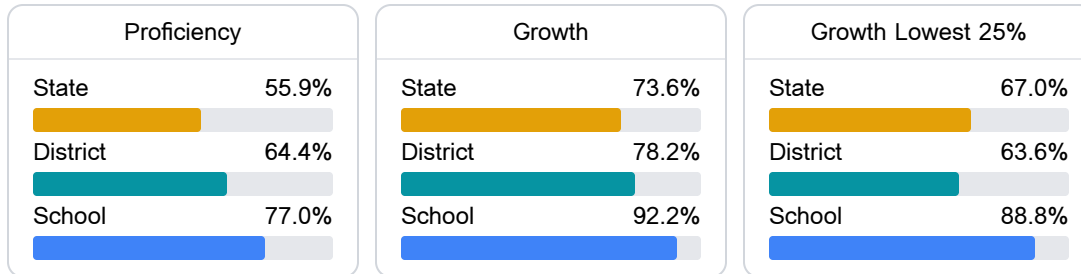 Proficiency
State 55.9%
District 64.4%
School 77.0%
Growth
State 73.6%
District 78.2%
School 92.2%
Growth Lowest 25%
State 67.0%
District 63.6%
School 88.8%